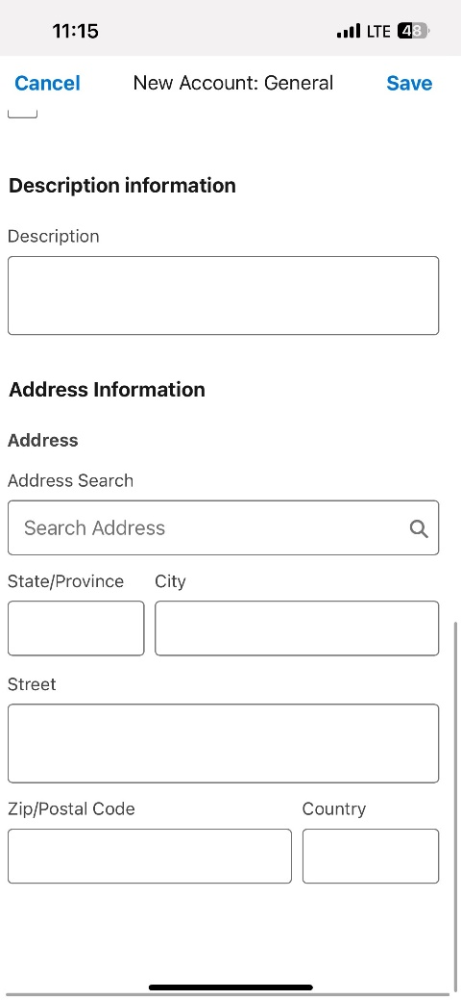 11:15 LTE 48
Cancel New Account: General Save
Description information
Description
Address Information
Address
Address Search
Search Address
State/Province City
Street
Zip/Postal Code Country